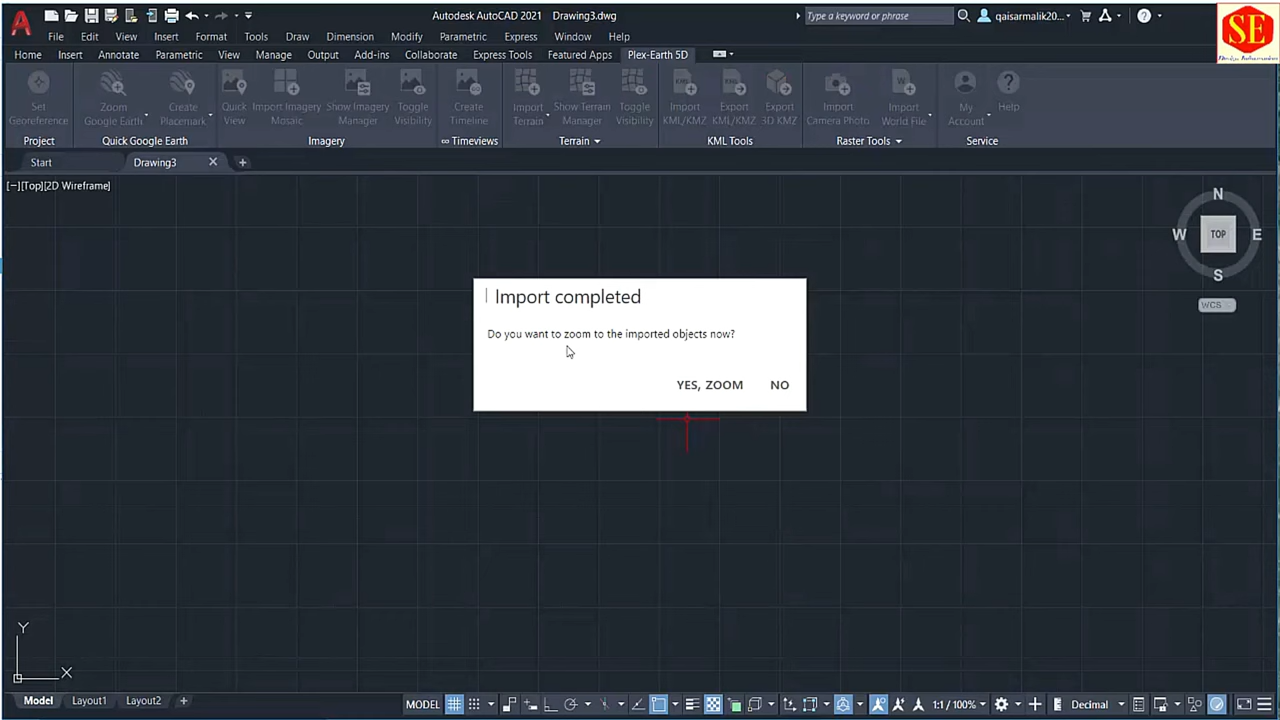 Autodesk AutoCAD 2021 Drawing3.dwg
Type a keyword or phrase
qaisarmalik20...
SE
File Edit View Insert Format Tools Draw Dimension Modify Parametric Express Window Help
Home Insert Annotate Parametric View Manage Output Add-ins Collaborate Express Tools Featured Apps Plex-Earth 5D
Set Georeference
Zoom Google Earth
Create Placemark
Quick View
Import Imagery Mosaic
Show Imagery Manager
Toggle Visibility
Create Timeline
Import Terrain
Show Terrain Manager
Toggle Visibility
Import KML/KMZ
Export KML/KMZ
Export 3D KMZ
Import Camera Photo
Import World File
My Account
Help
Project Quick Google Earth Imagery ∞ Timeviews Terrain KML Tools Raster Tools Service
Start Drawing3
[−][Top][2D Wireframe]
N
W TOP E
S
WCS
Import completed
Do you want to zoom to the imported objects now?
YES, ZOOM NO
Y
X
Model Layout1 Layout2
MODEL 1:1 / 100% Decimal